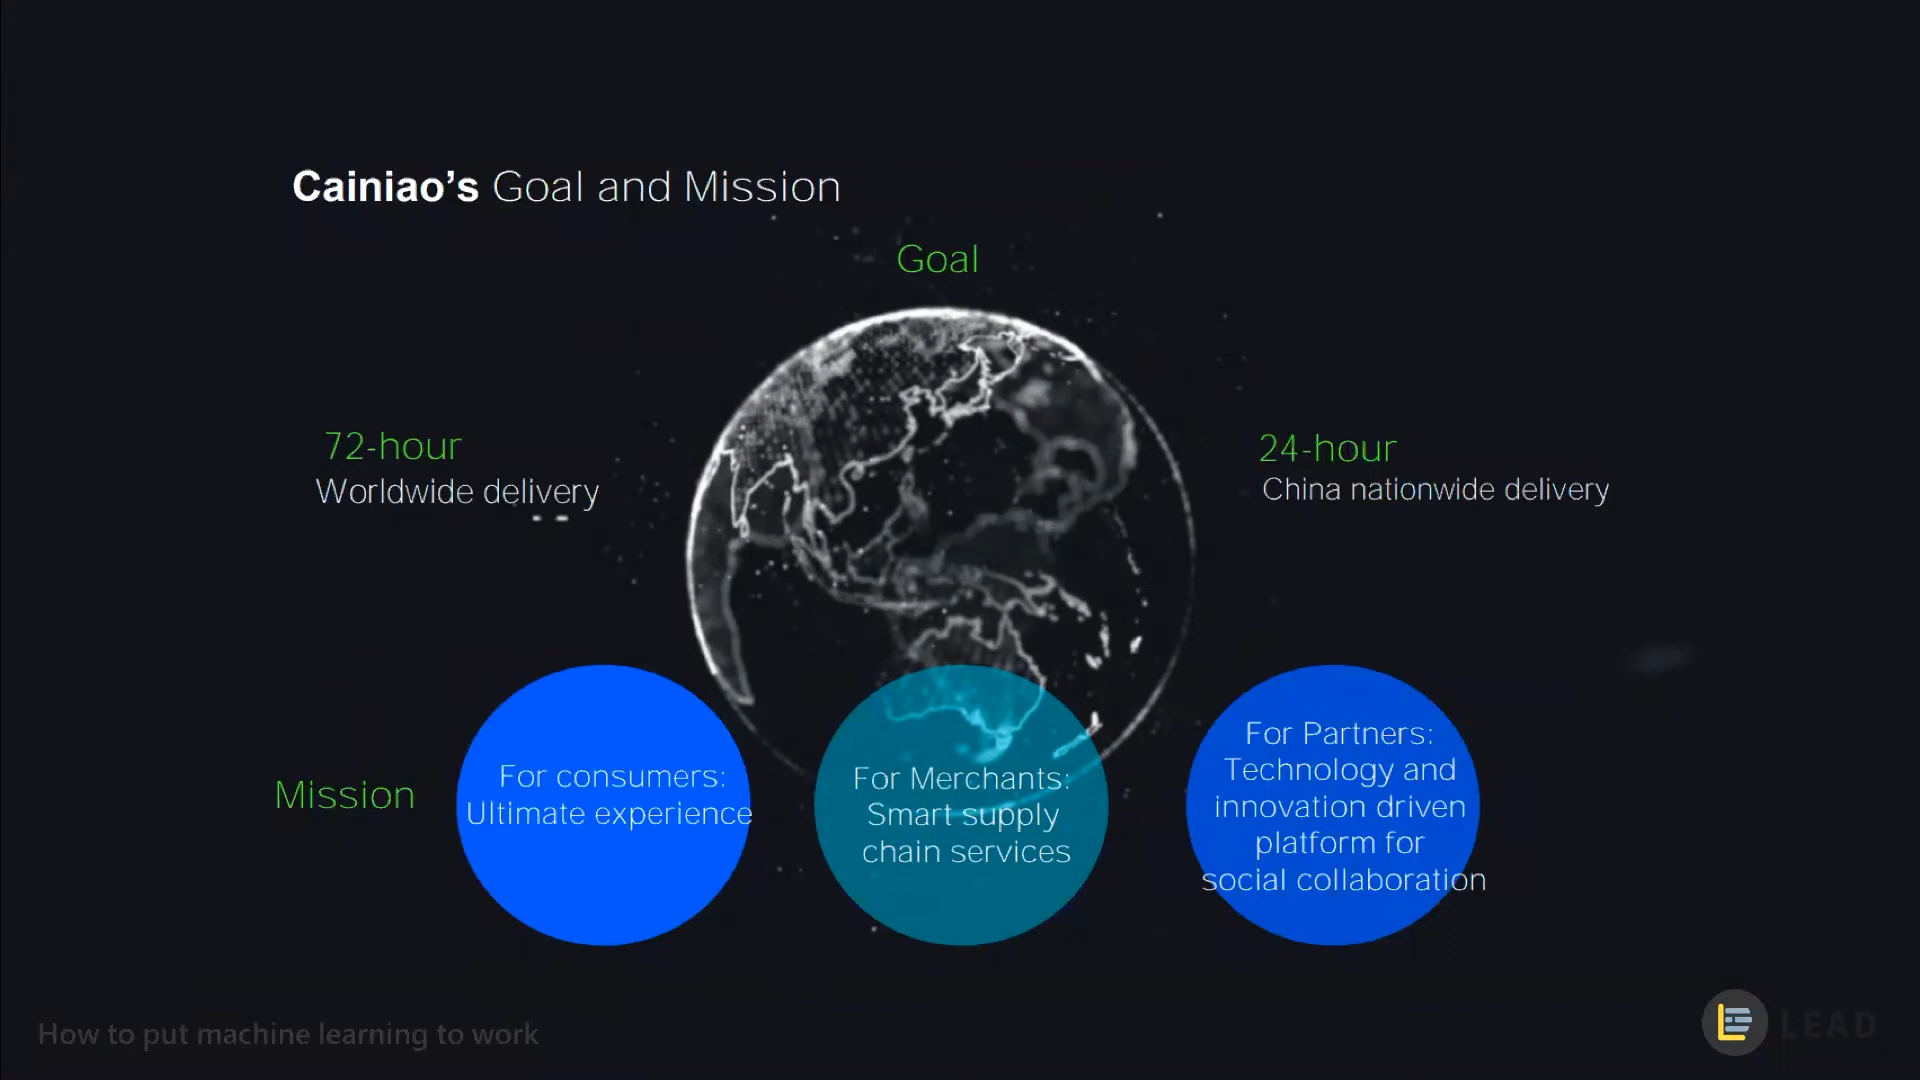 Cainiao's Goal and Mission
Goal
72-hour
Worldwide delivery
24-hour
China nationwide delivery
Mission
For consumers:
Ultimate experience
For Merchants:
Smart supply
chain services
For Partners:
Technology and
innovation driven
platform for
social collaboration
How to put machine learning to work
LEAD